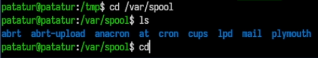 patatur@patatur:/tmp$ cd /var/spool
patatur@patatur:/var/spool$ ls
abrt abrt-upload anacron at cron cups lpd mail plymouth
patatur@patatur:/var/spool$ cd